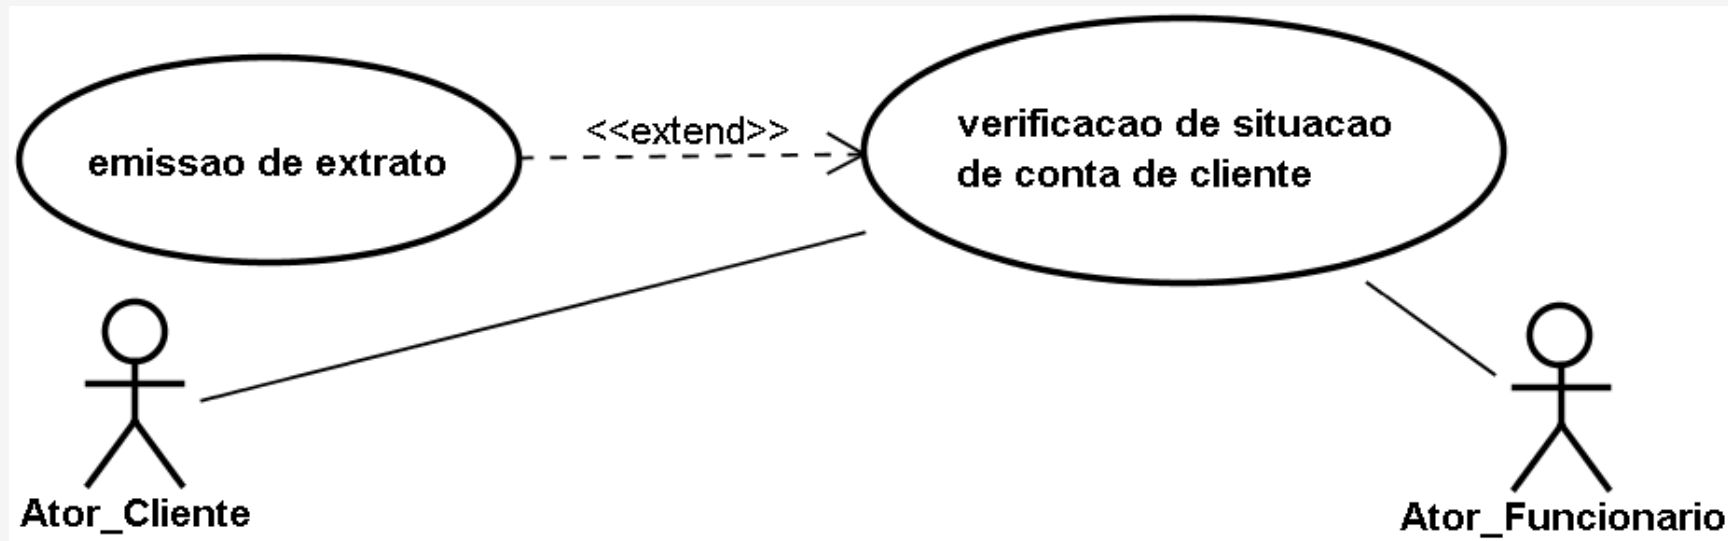 emissao de extrato
<<extend>>
verificacao de situacao
de conta de cliente
Ator_Cliente
Ator_Funcionario